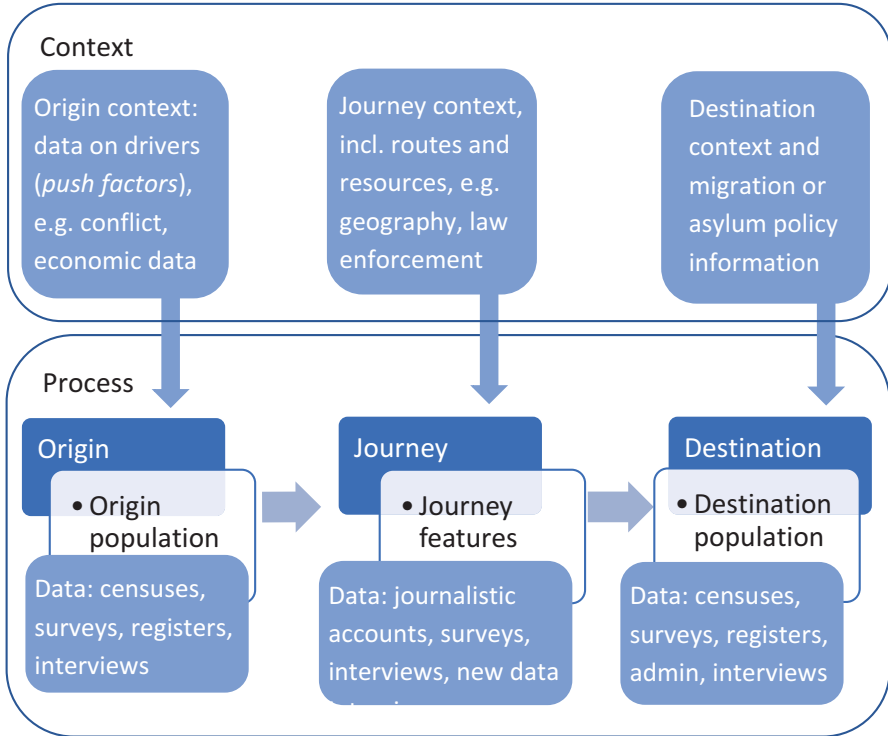 Context
Origin context:
data on drivers
(push factors),
e.g. conflict,
economic data
Journey context,
incl. routes and
resources, e.g.
geography, law
enforcement
Destination
context and
migration or
asylum policy
information
Process
Origin
• Origin
population
Data: censuses,
surveys, registers,
interviews
Journey
• Journey
features
Data: journalistic
accounts, surveys,
interviews, new data
Destination
• Destination
population
Data: censuses,
surveys, registers,
admin, interviews